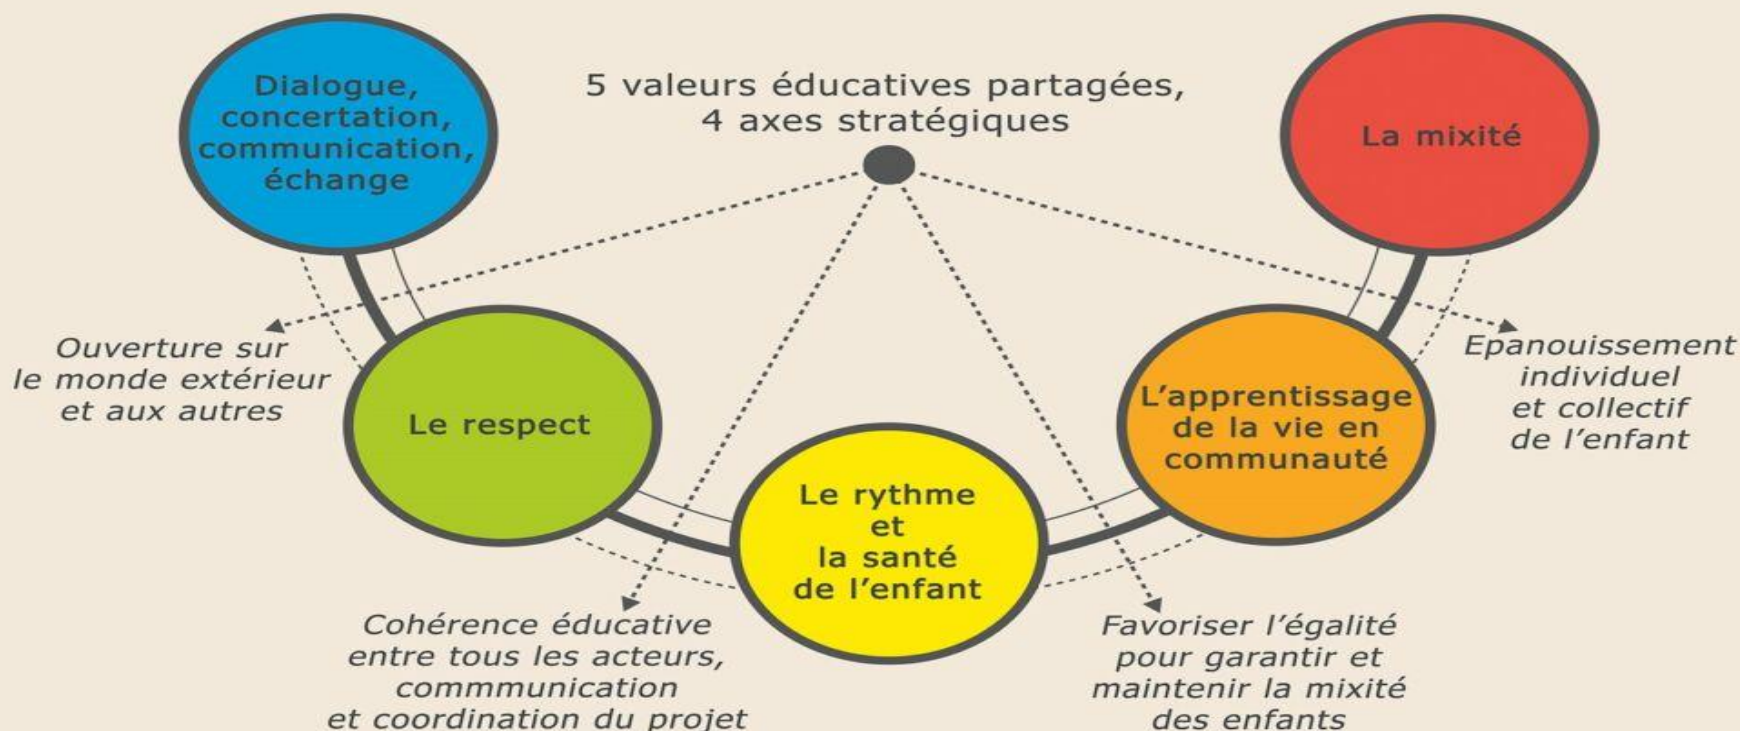 Dialogue,
concertation,
communication,
échange
5 valeurs éducatives partagées,
4 axes stratégiques
La mixité
Ouverture sur
le monde extérieur
et aux autres
Le respect
Le rythme
et
la santé
de l'enfant
L'apprentissage
de la vie en
communauté
Epanouissement
individuel
et collectif
de l'enfant
Cohérence éducative
entre tous les acteurs,
commmunication
et coordination du projet
Favoriser l'égalité
pour garantir et
maintenir la mixité
des enfants